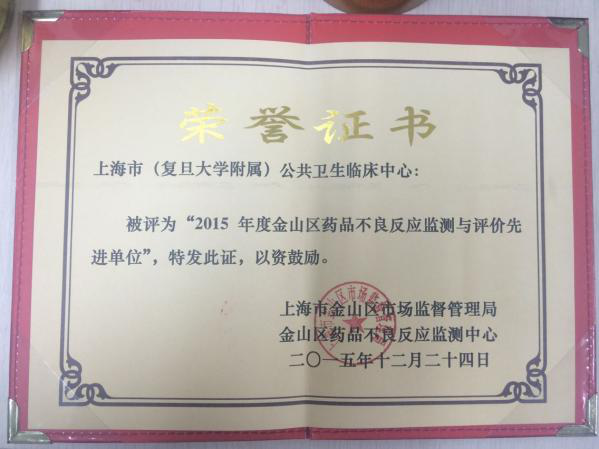 荣誉证书
上海市（复旦大学附属）公共卫生临床中心：
被评为“2015 年度金山区药品不良反应监测与评价先
进单位”，特发此证，以资鼓励。
上海市金山区市场监督管理局
金山区药品不良反应监测中心
二〇一五年十二月二十四日